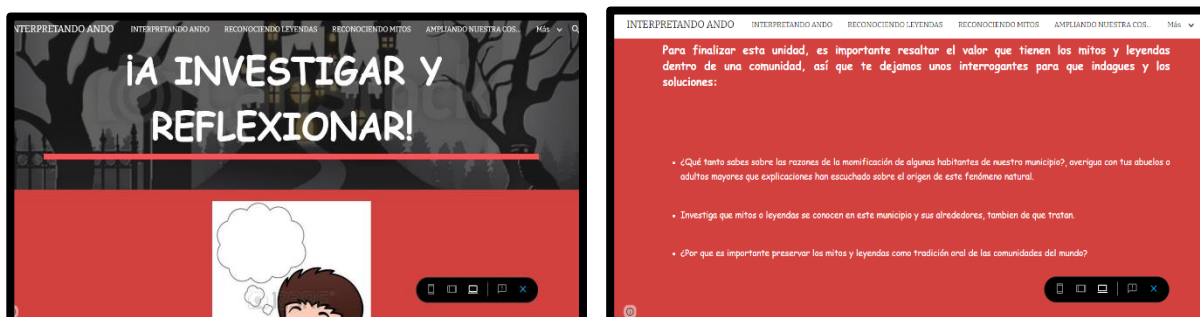 INTERPRETANDO ANDO INTERPRETANDO ANDO RECONOCIENDO LEYENDAS RECONOCIENDO MITOS AMPLIANDO NUESTRA COS... Más
¡A INVESTIGAR Y
REFLEXIONAR!
INTERPRETANDO ANDO INTERPRETANDO ANDO RECONOCIENDO LEYENDAS RECONOCIENDO MITOS AMPLIANDO NUESTRA COS... Más
Para finalizar esta unidad, es importante resaltar el valor que tienen los mitos y leyendas
dentro de una comunidad, así que te dejamos unos interrogantes para que indagues y los
soluciones:
• ¿Qué tanto sabes sobre las razones de la momificación de algunas habitantes de nuestro municipio?, averigua con tus abuelos o
adultos mayores que explicaciones han escuchado sobre el origen de este fenómeno natural.
• Investiga que mitos o leyendas se conocen en este municipio y sus alrededores, tambien de que tratan.
• ¿Por que es importante preservar los mitos y leyendas como tradición oral de las comunidades del mundo?